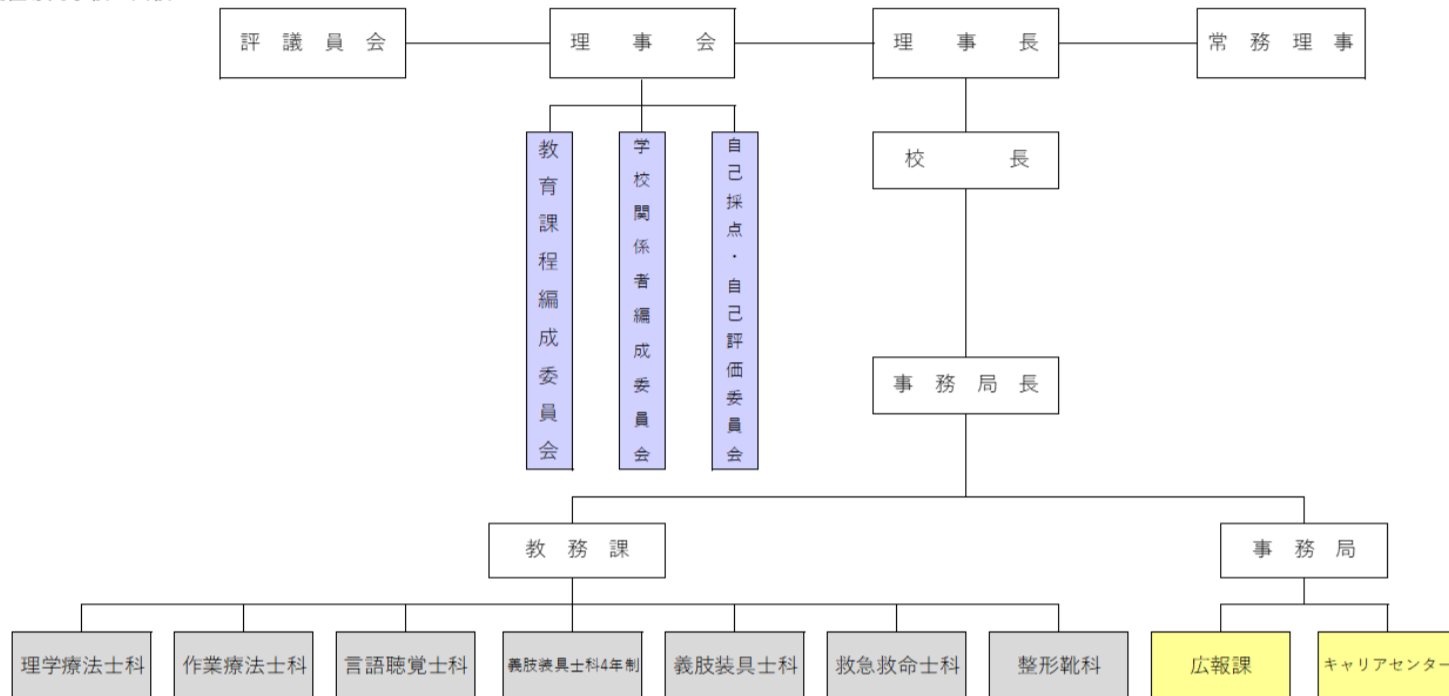 評議員会
理事会
理事長
常務理事
教育課程編成委員会
学校関係者編成委員会
自己採点・自己評価委員会
校長
事務局長
教務課
事務局
理学療法士科
作業療法士科
言語聴覚士科
義肢装具士科4年制
義肢装具士科
救急救命士科
整形靴科
広報課
キャリアセンター